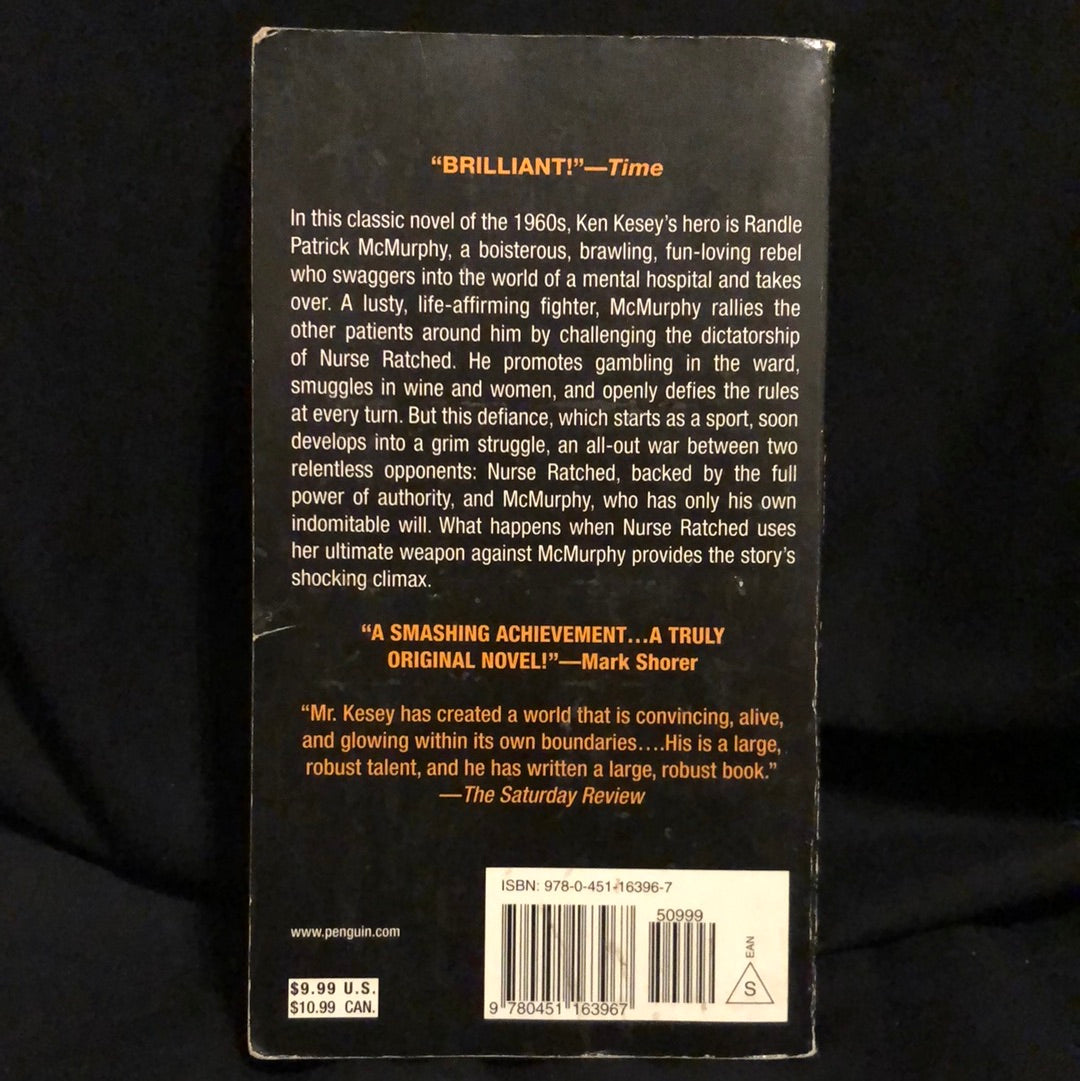 “BRILLIANT!”—Time
In this classic novel of the 1960s, Ken Kesey’s hero is Randle
Patrick McMurphy, a boisterous, brawling, fun-loving rebel
who swaggers into the world of a mental hospital and takes
over. A lusty, life-affirming fighter, McMurphy rallies the
other patients around him by challenging the dictatorship
of Nurse Ratched. He promotes gambling in the ward,
smuggles in wine and women, and openly defies the rules
at every turn. But this defiance, which starts as a sport, soon
develops into a grim struggle, an all-out war between two
relentless opponents: Nurse Ratched, backed by the full
power of authority, and McMurphy, who has only his own
indomitable will. What happens when Nurse Ratched uses
her ultimate weapon against McMurphy provides the story’s
shocking climax.
“A SMASHING ACHIEVEMENT...A TRULY
ORIGINAL NOVEL!”—Mark Shorer
“Mr. Kesey has created a world that is convincing, alive,
and glowing within its own boundaries....His is a large,
robust talent, and he has written a large, robust book.”
—The Saturday Review
www.penguin.com
$9.99 U.S.
$10.99 CAN.
ISBN: 978-0-451-16396-7
50999
9 780451 163967
EAN
S